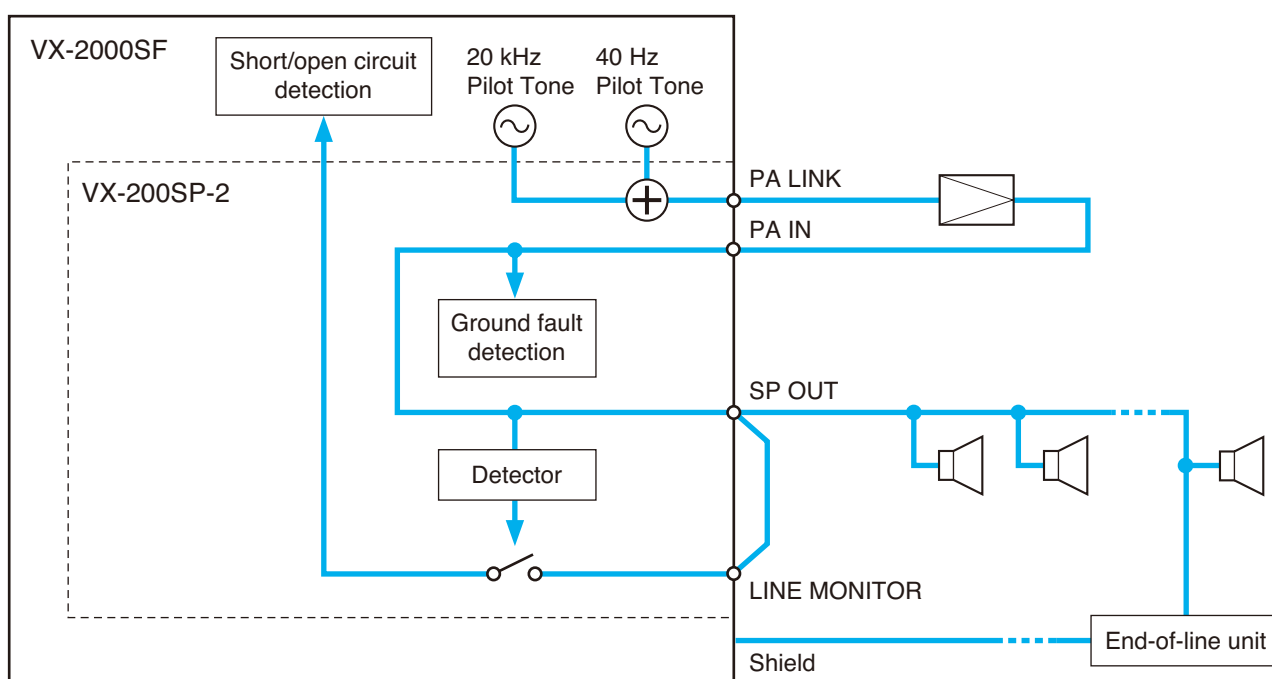 VX-2000SF
Short/open circuit
detection
20 kHz
Pilot Tone
40 Hz
Pilot Tone
VX-200SP-2
PA LINK
PA IN
Ground fault
detection
SP OUT
Detector
LINE MONITOR
End-of-line unit
Shield